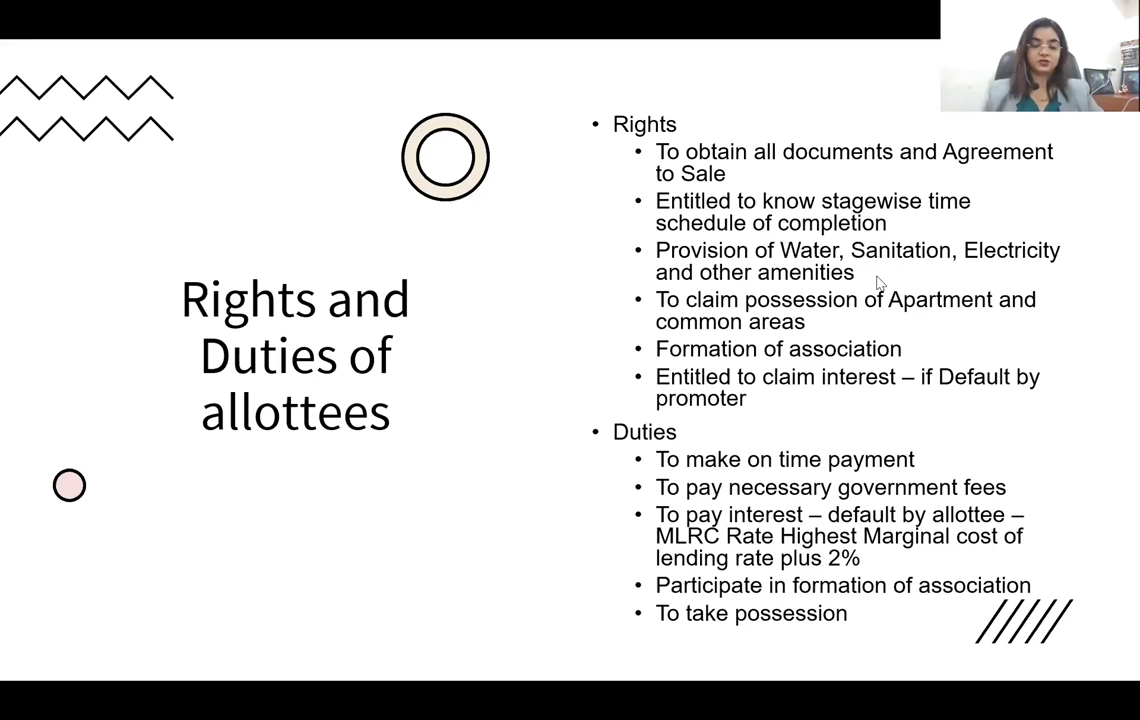 Rights and
Duties of
allottees
• Rights
• To obtain all documents and Agreement
to Sale
• Entitled to know stagewise time
schedule of completion
• Provision of Water, Sanitation, Electricity
and other amenities
• To claim possession of Apartment and
common areas
• Formation of association
• Entitled to claim interest – if Default by
promoter
• Duties
• To make on time payment
• To pay necessary government fees
• To pay interest – default by allottee –
MLRC Rate Highest Marginal cost of
lending rate plus 2%
• Participate in formation of association
• To take possession